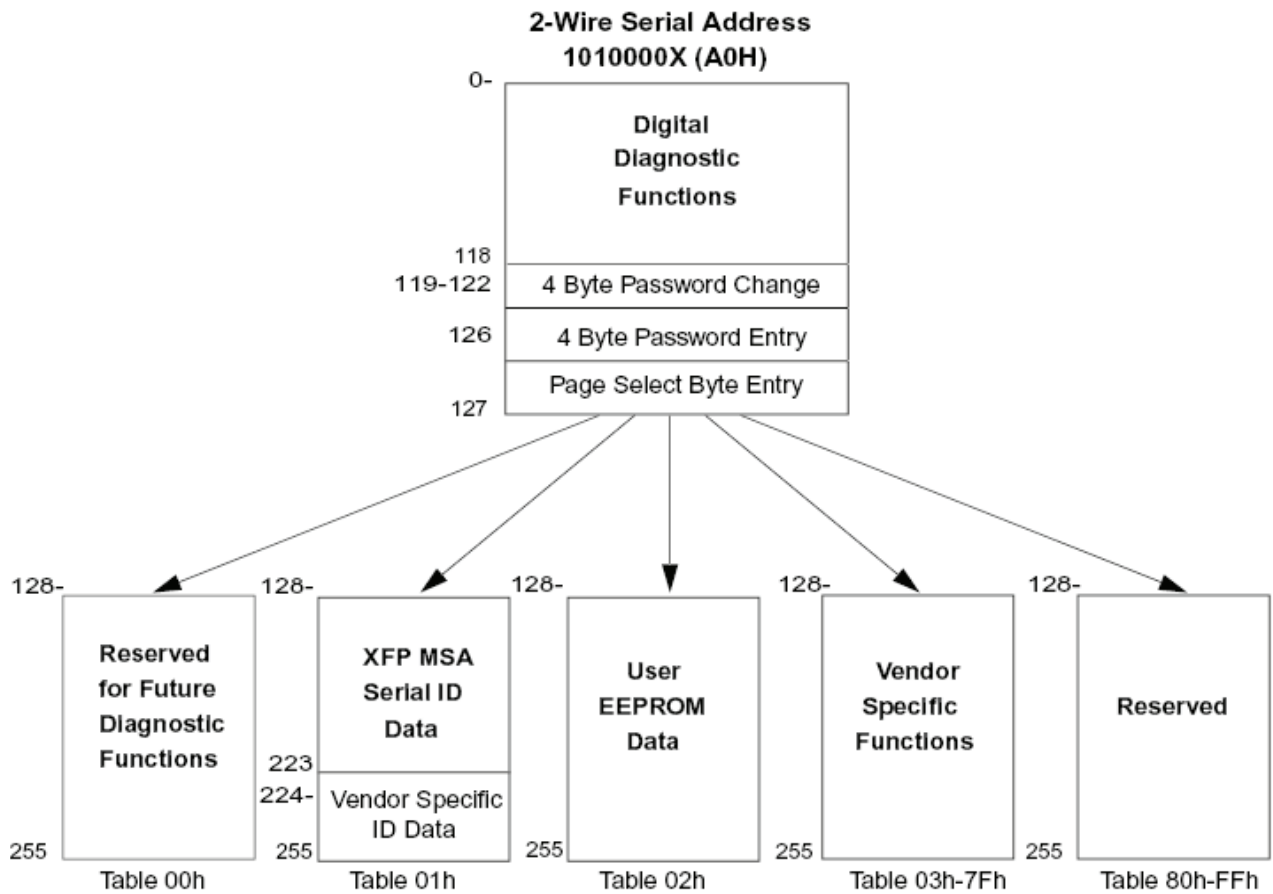 2-Wire Serial Address
1010000X (A0H)
0-
Digital
Diagnostic
Functions
118
119-122
4 Byte Password Change
126
4 Byte Password Entry
Page Select Byte Entry
127
128-
Reserved
for Future
Diagnostic
Functions
255
Table 00h
128-
XFP MSA
Serial ID
Data
223
224-
Vendor Specific
ID Data
255
Table 01h
128-
User
EEPROM
Data
255
Table 02h
128-
Vendor
Specific
Functions
255
Table 03h-7Fh
128-
Reserved
255
Table 80h-FFh